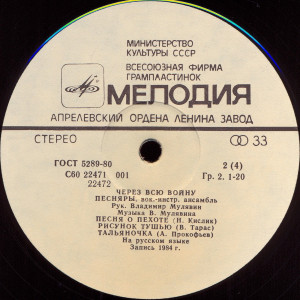 МИНИСТЕРСТВО
КУЛЬТУРЫ СССР
ВСЕСОЮЗНАЯ ФИРМА
ГРАМПЛАСТИНОК
МЕЛОДИЯ
АПРЕЛЕВСКИЙ ОРДЕНА ЛЕНИНА ЗАВОД
СТЕРЕО 33
ГОСТ 5289-80 2 (4)
С60 22471 001 Гр. 2. 1-20
22472
ЧЕРЕЗ ВСЮ ВОЙНУ
ПЕСНЯРЫ, вок.-инстр. ансамбль
Рук. Владимир Мулявин
Музыка В. Мулявина
ПЕСНЯ О ПЕХОТЕ (Н. Кислик)
РИСУНОК ТУШЬЮ (В. Тарас)
ТАЛЬЯНОЧКА (А. Прокофьев)
На русском языке
Запись 1984 г.